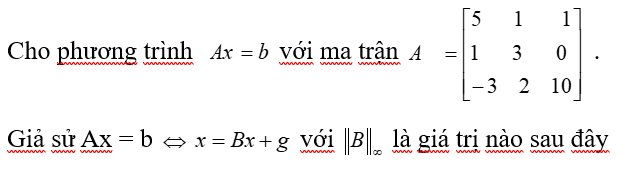 Cho phương trình Ax = b với ma trận A = [5 1 1; 1 3 0; −3 2 10] .
Giả sử Ax = b ⇔ x = Bx + g với ‖B‖∞ là giá trị nào sau đây